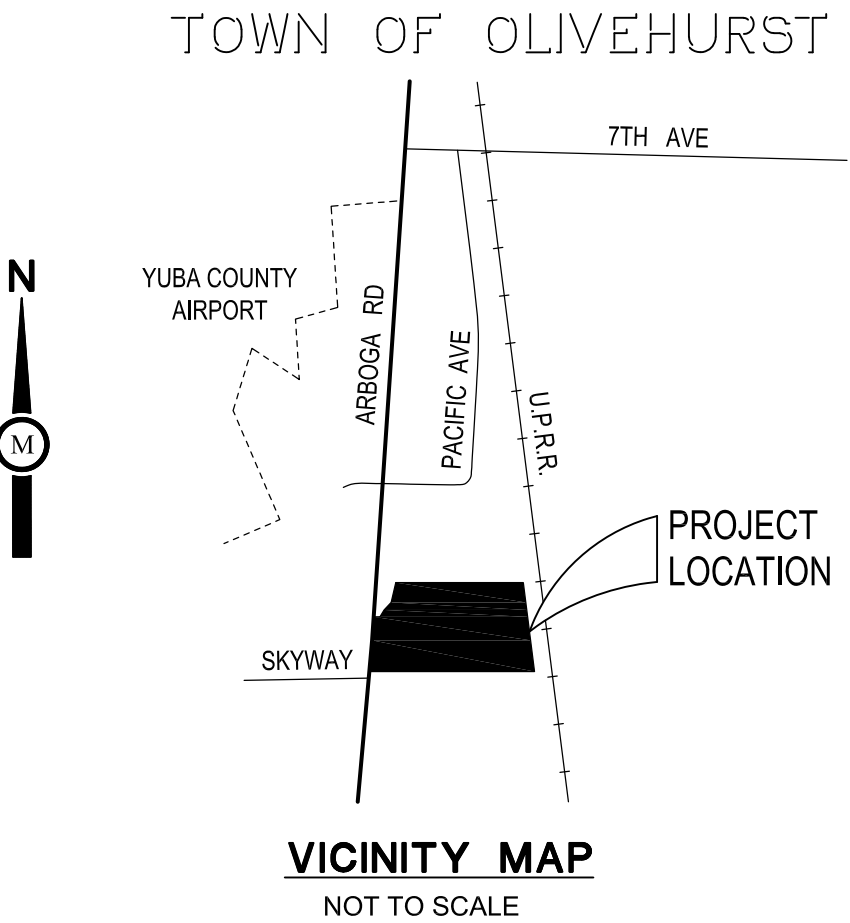 TOWN OF OLIVEHURST
7TH AVE
N
YUBA COUNTY
AIRPORT
ARBOGA RD
PACIFIC AVE
U.P.R.R.
M
PROJECT
LOCATION
SKYWAY
VICINITY MAP
NOT TO SCALE